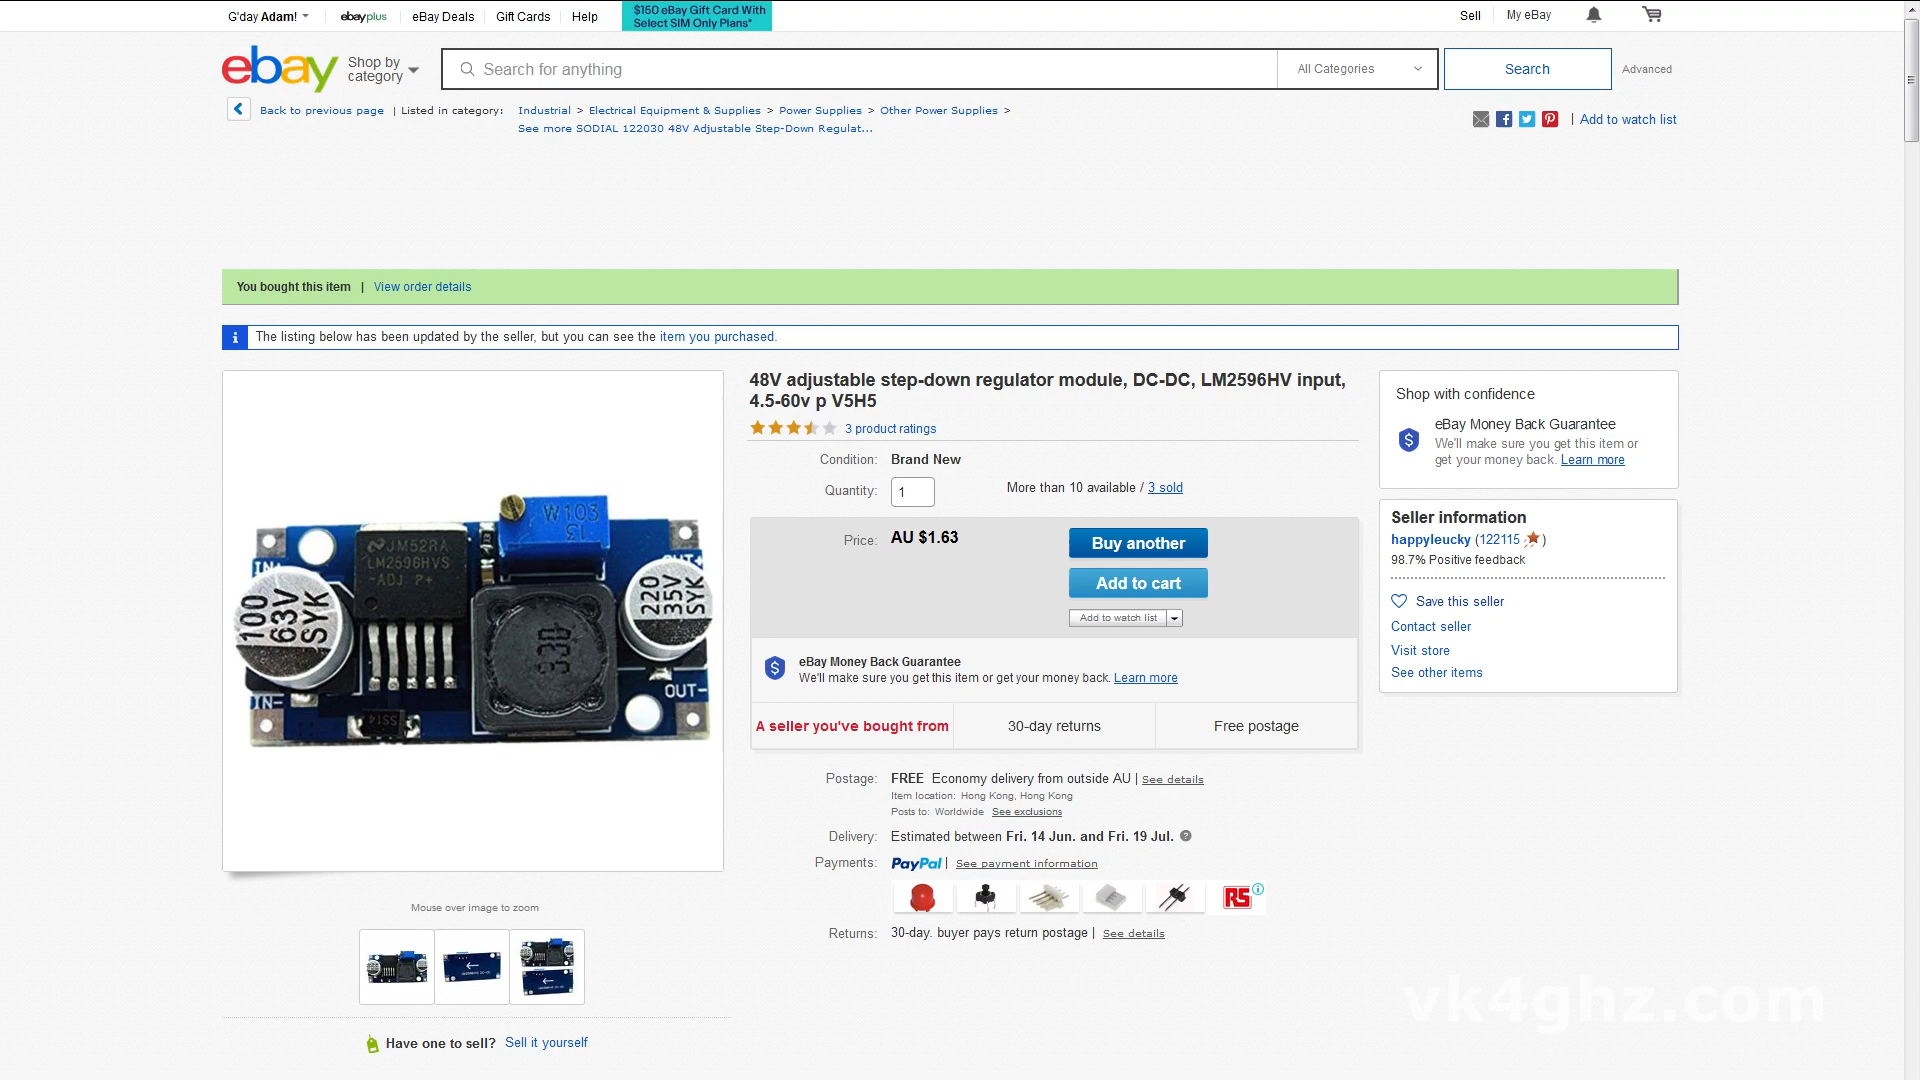 G'day Adam!
ebayplus
eBay Deals
Gift Cards
Help
$150 eBay Gift Card With
Select SIM Only Plans*
Sell
My eBay
ebay
Shop by
category
Search for anything
All Categories
Search
Advanced
Back to previous page | Listed in category:
Industrial > Electrical Equipment & Supplies > Power Supplies > Other Power Supplies >
See more SODIAL 122030 48V Adjustable Step-Down Regulat...
| Add to watch list
You bought this item | View order details
i The listing below has been updated by the seller, but you can see the item you purchased.
W103
13
JM52RA
LM2596HVS
-ADJ P+
IN+
OUT+
100
63V
SYK
220
35V
SYK
330
IN-
SS14
OUT-
Mouse over image to zoom
Have one to sell? Sell it yourself
48V adjustable step-down regulator module, DC-DC, LM2596HV input,
4.5-60v p V5H5
3 product ratings
Condition: Brand New
Quantity: 1
More than 10 available / 3 sold
Price: AU $1.63
Buy another
Add to cart
Add to watch list
eBay Money Back Guarantee
We'll make sure you get this item or get your money back. Learn more
A seller you've bought from
30-day returns
Free postage
Postage: FREE Economy delivery from outside AU | See details
Item location: Hong Kong, Hong Kong
Posts to: Worldwide See exclusions
Delivery: Estimated between Fri. 14 Jun. and Fri. 19 Jul.
Payments: PayPal | See payment information
RS
Returns: 30-day. buyer pays return postage | See details
Shop with confidence
eBay Money Back Guarantee
We'll make sure you get this item or
get your money back. Learn more
Seller information
happyleucky (122115 )
98.7% Positive feedback
Save this seller
Contact seller
Visit store
See other items
vk4ghz.com